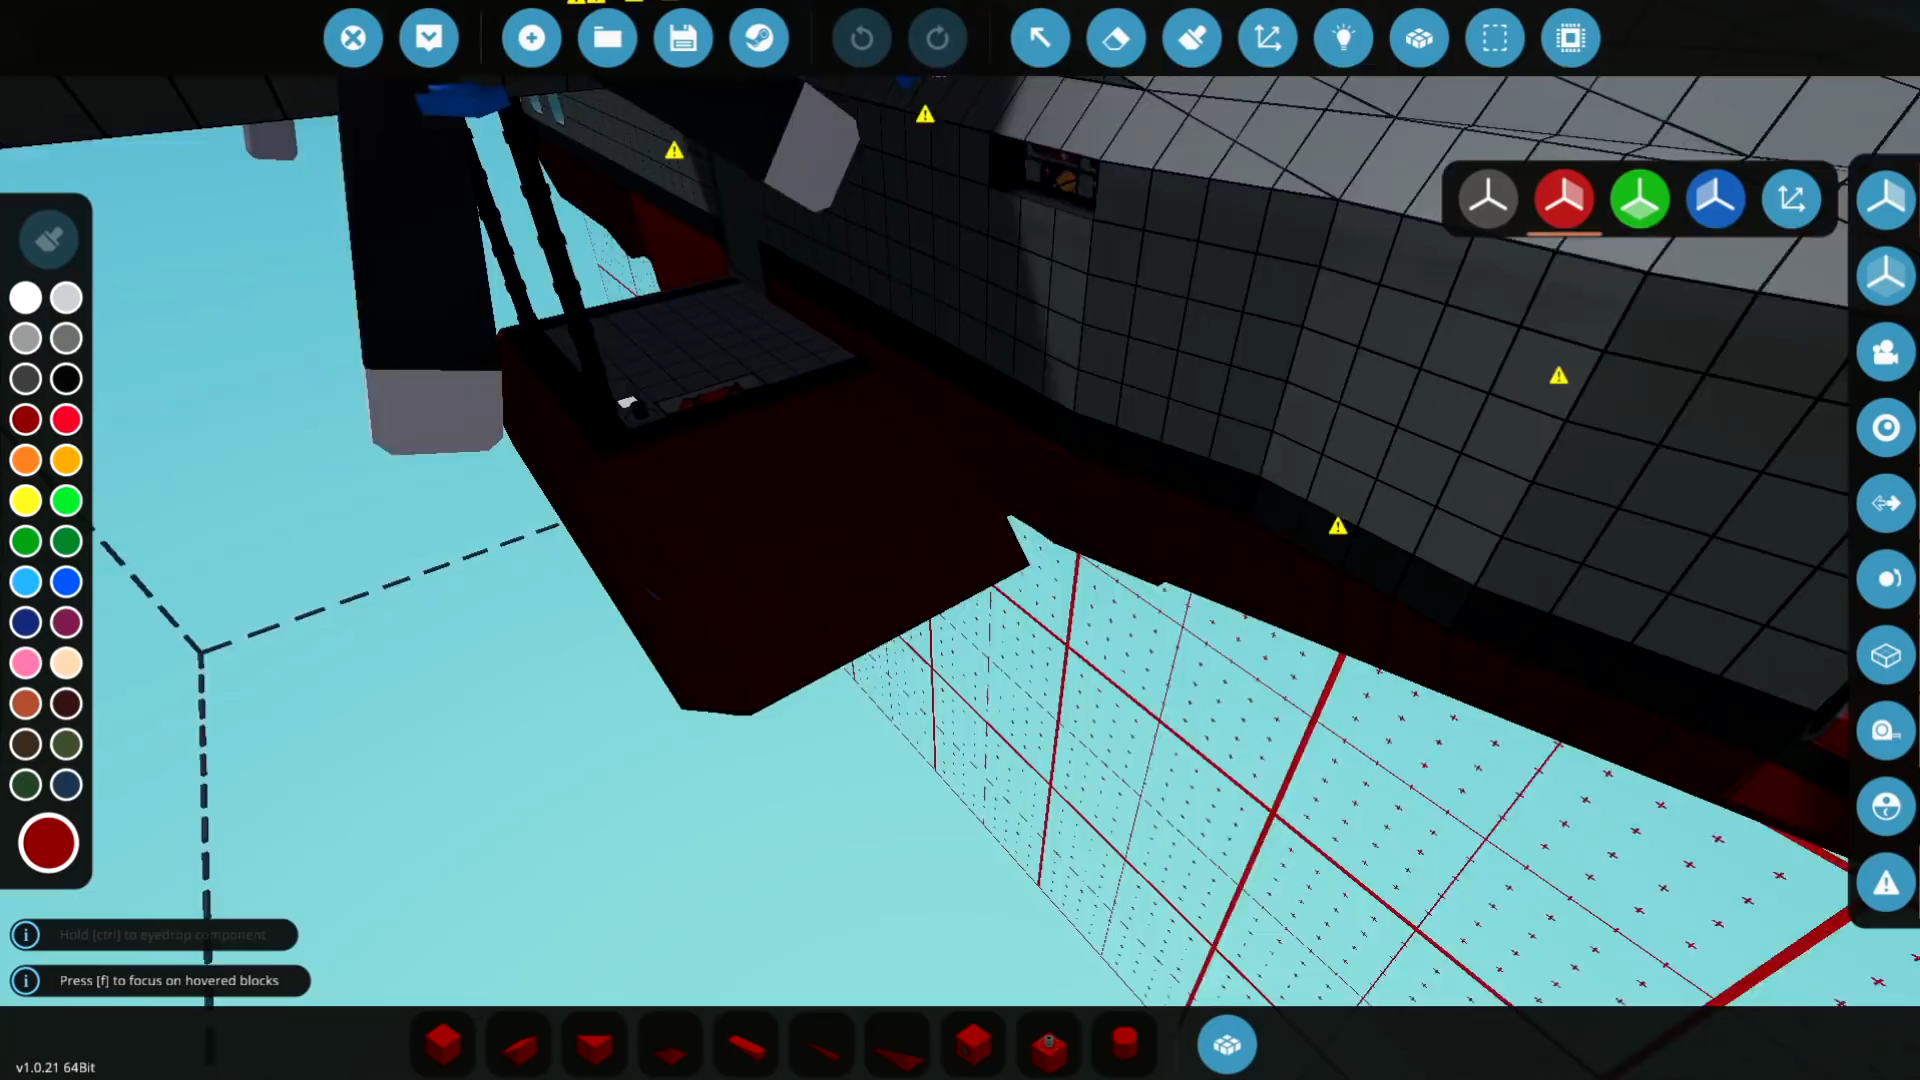 Hold [ctrl] to eyedrop component
Press [f] to focus on hovered blocks
v1.0.21 64Bit